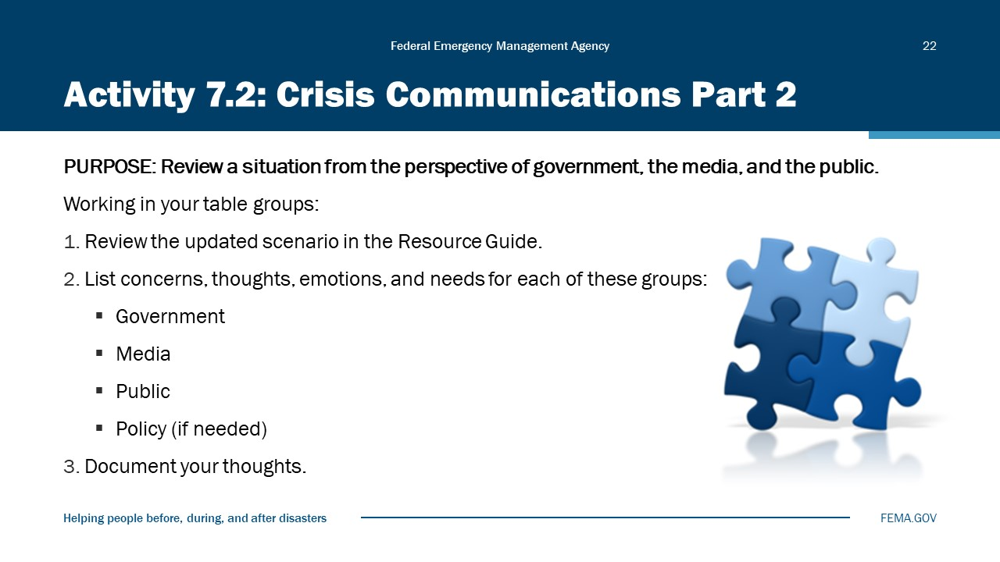 Federal Emergency Management Agency
22
Activity 7.2: Crisis Communications Part 2
PURPOSE: Review a situation from the perspective of government, the media, and the public.
Working in your table groups:
1. Review the updated scenario in the Resource Guide.
2. List concerns, thoughts, emotions, and needs for each of these groups:
▪ Government
▪ Media
▪ Public
▪ Policy (if needed)
3. Document your thoughts.
Helping people before, during, and after disasters
FEMA.GOV